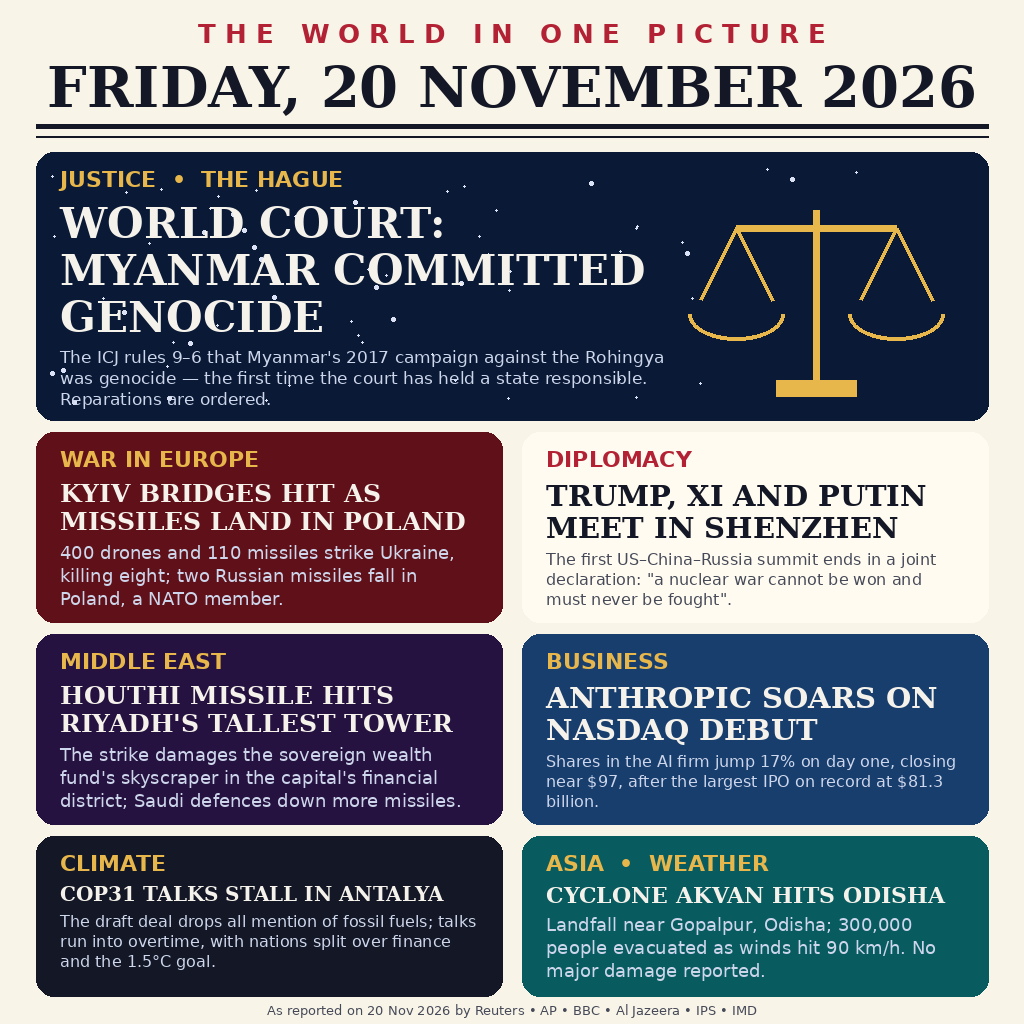 THE WORLD IN ONE PICTURE
FRIDAY, 20 NOVEMBER 2026
JUSTICE • THE HAGUE
WORLD COURT:
MYANMAR COMMITTED
GENOCIDE
The ICJ rules 9–6 that Myanmar's 2017 campaign against the Rohingya
was genocide — the first time the court has held a state responsible.
Reparations are ordered.
WAR IN EUROPE
KYIV BRIDGES HIT AS
MISSILES LAND IN POLAND
400 drones and 110 missiles strike Ukraine,
killing eight; two Russian missiles fall in
Poland, a NATO member.
DIPLOMACY
TRUMP, XI AND PUTIN
MEET IN SHENZHEN
The first US–China–Russia summit ends in a joint
declaration: "a nuclear war cannot be won and
must never be fought".
MIDDLE EAST
HOUTHI MISSILE HITS
RIYADH'S TALLEST TOWER
The strike damages the sovereign wealth
fund's skyscraper in the capital's financial
district; Saudi defences down more missiles.
BUSINESS
ANTHROPIC SOARS ON
NASDAQ DEBUT
Shares in the AI firm jump 17% on day one, closing
near $97, after the largest IPO on record at $81.3
billion.
CLIMATE
COP31 TALKS STALL IN ANTALYA
The draft deal drops all mention of fossil fuels; talks
run into overtime, with nations split over finance
and the 1.5°C goal.
ASIA • WEATHER
CYCLONE AKVAN HITS ODISHA
Landfall near Gopalpur, Odisha; 300,000
people evacuated as winds hit 90 km/h. No
major damage reported.
As reported on 20 Nov 2026 by Reuters • AP • BBC • Al Jazeera • IPS • IMD